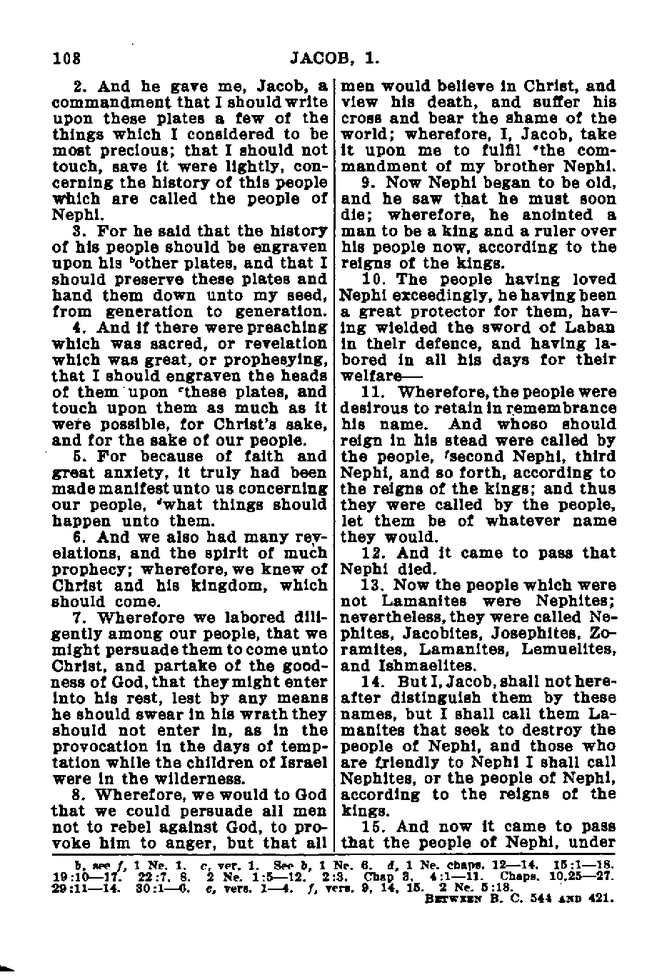 108
JACOB, 1.
2. And he gave me, Jacob, a
commandment that I should write
upon these plates a few of the
things which I considered to be
most precious; that I should not
touch, save it were lightly, con-
cerning the history of this people
which are called the people of
Nephi.
3. For he said that the history
of his people should be engraven
upon his ᵇother plates, and that I
should preserve these plates and
hand them down unto my seed,
from generation to generation.
4. And if there were preaching
which was sacred, or revelation
which was great, or prophesying,
that I should engraven the heads
of them upon ᶜthese plates, and
touch upon them as much as it
were possible, for Christ's sake,
and for the sake of our people.
5. For because of faith and
great anxiety, it truly had been
made manifest unto us concerning
our people, ᵈwhat things should
happen unto them.
6. And we also had many rev-
elations, and the spirit of much
prophecy; wherefore, we knew of
Christ and his kingdom, which
should come.
7. Wherefore we labored dili-
gently among our people, that we
might persuade them to come unto
Christ, and partake of the good-
ness of God, that they might enter
into his rest, lest by any means
he should swear in his wrath they
should not enter in, as in the
provocation in the days of temp-
tation while the children of Israel
were in the wilderness.
8. Wherefore, we would to God
that we could persuade all men
not to rebel against God, to pro-
voke him to anger, but that all
men would believe in Christ, and
view his death, and suffer his
cross and bear the shame of the
world; wherefore, I, Jacob, take
it upon me to fulfil ᵉthe com-
mandment of my brother Nephi.
9. Now Nephi began to be old,
and he saw that he must soon
die; wherefore, he anointed a
man to be a king and a ruler over
his people now, according to the
reigns of the kings.
10. The people having loved
Nephi exceedingly, he having been
a great protector for them, hav-
ing wielded the sword of Laban
in their defence, and having la-
bored in all his days for their
welfare—
11. Wherefore, the people were
desirous to retain in remembrance
his name. And whoso should
reign in his stead were called by
the people, ᶠsecond Nephi, third
Nephi, and so forth, according to
the reigns of the kings; and thus
they were called by the people,
let them be of whatever name
they would.
12. And it came to pass that
Nephi died.
13. Now the people which were
not Lamanites were Nephites;
nevertheless, they were called Ne-
phites, Jacobites, Josephites, Zo-
ramites, Lamanites, Lemuelites,
and Ishmaelites.
14. But I, Jacob, shall not here-
after distinguish them by these
names, but I shall call them La-
manites that seek to destroy the
people of Nephi, and those who
are friendly to Nephi I shall call
Nephites, or the people of Nephi,
according to the reigns of the
kings.
15. And now it came to pass
that the people of Nephi, under
b, see f, 1 Ne. 1. c, ver. 1. See b, 1 Ne. 6. d, 1 Ne. chaps. 12—14. 15:1—18.
19:10—17. 22:7, 8. 2 Ne. 1:5—12. 2:3. Chap 3, 4:1—11. Chaps. 10,25—27.
29:11—14. 30:1—6. e, vers. 1—4. f, vers. 9, 14, 15. 2 Ne. 5:18.
BETWEEN B. C. 544 AND 421.